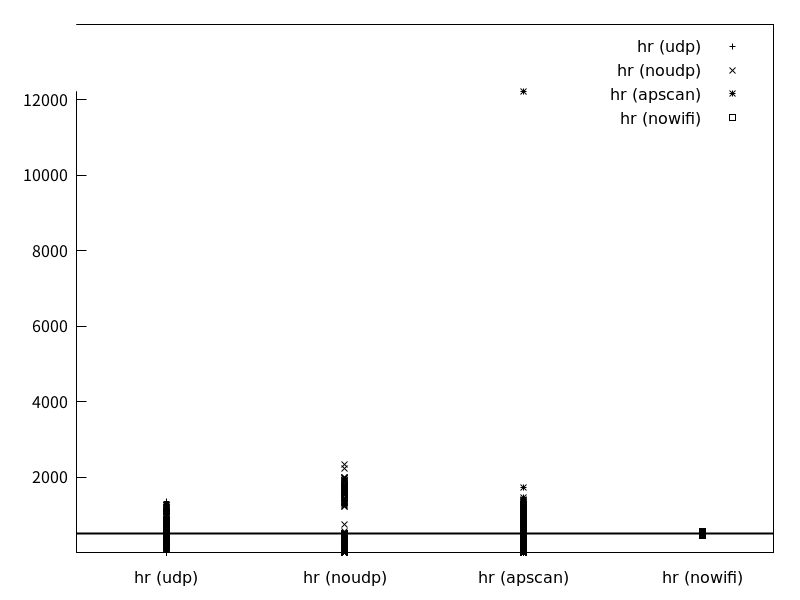 hr (udp)
hr (noudp)
hr (apscan)
hr (nowifi)
12000
10000
8000
6000
4000
2000
hr (udp) hr (noudp) hr (apscan) hr (nowifi)